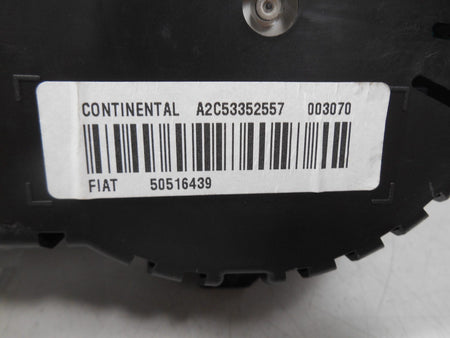 CONTINENTAL A2C53352557 003070
FIAT 50516439